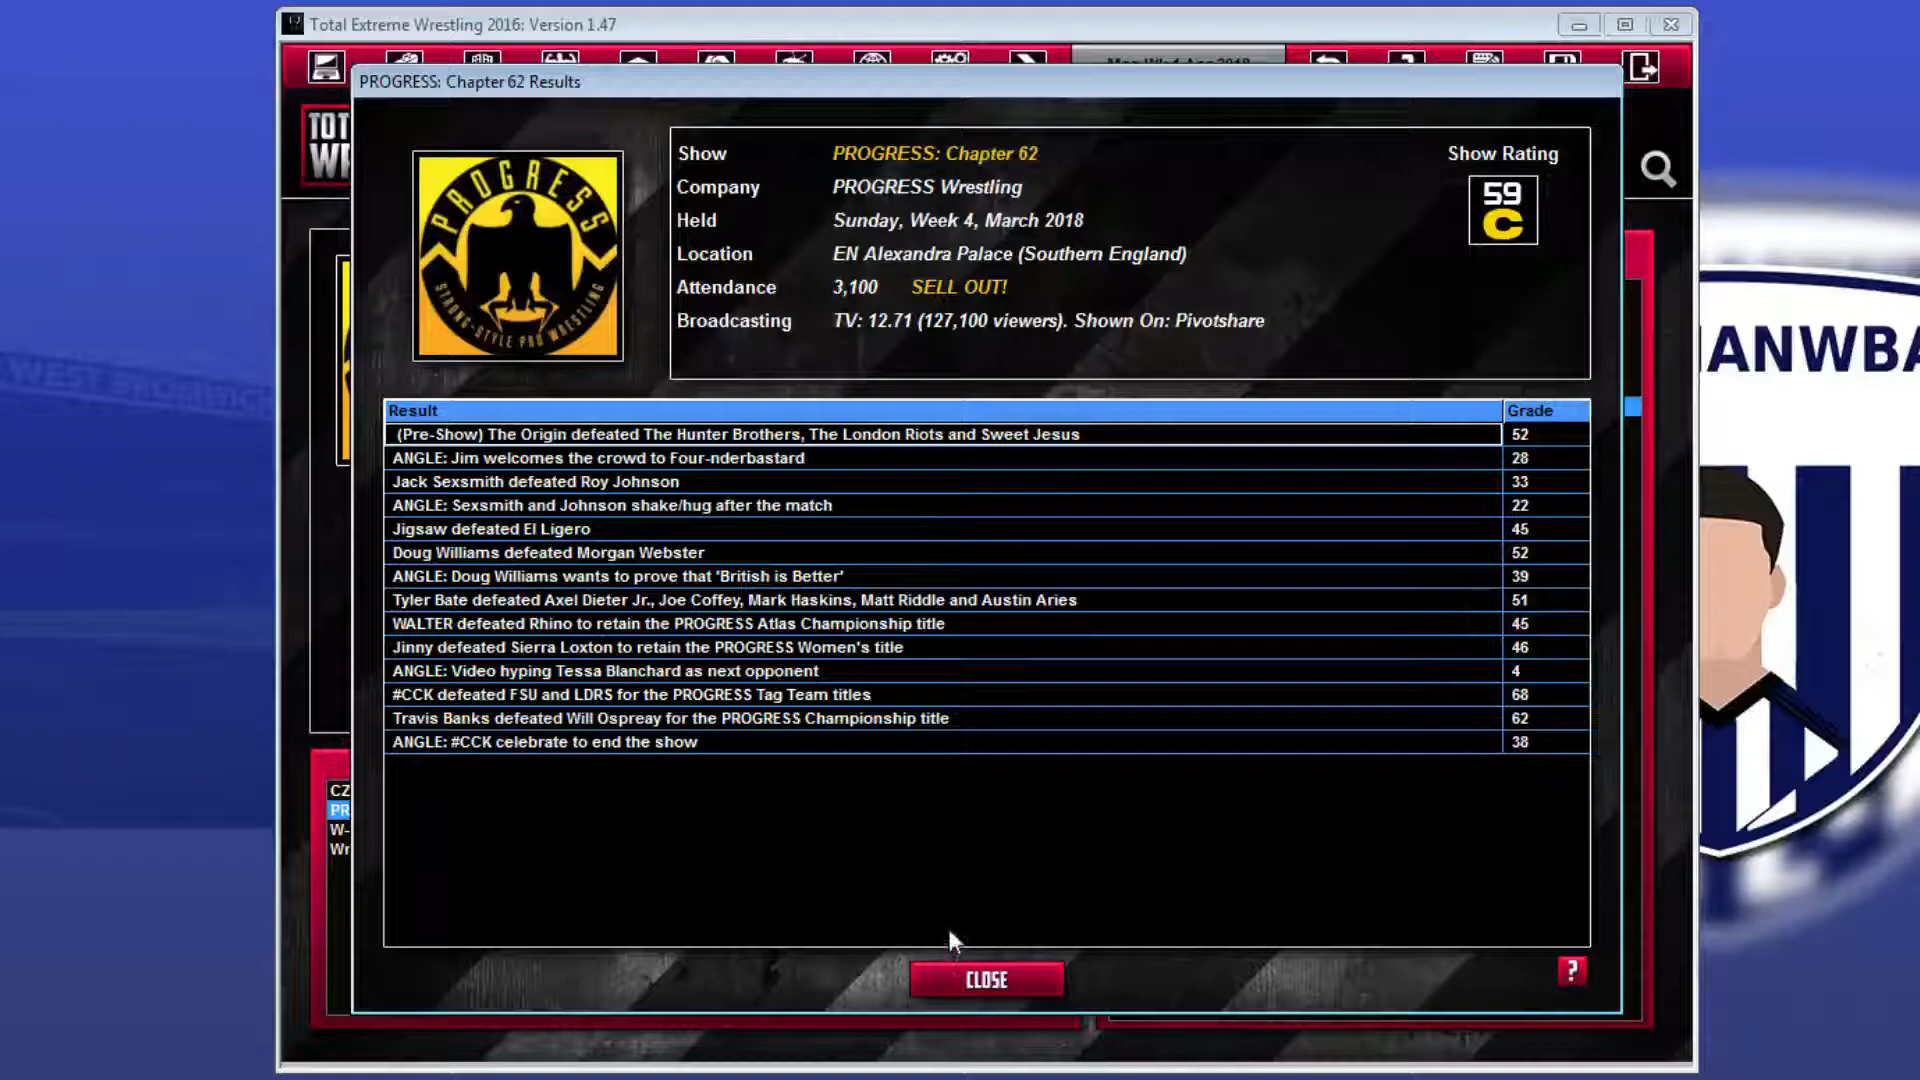 Total Extreme Wrestling 2016: Version 1.47
PROGRESS: Chapter 62 Results
TOT
PROGRESS
STRONG-STYLE PRO WRESTLING
Show PROGRESS: Chapter 62
Company PROGRESS Wrestling
Held Sunday, Week 4, March 2018
Location EN Alexandra Palace (Southern England)
Attendance 3,100 SELL OUT!
Broadcasting TV: 12.71 (127,100 viewers). Shown On: Pivotshare
Show Rating
59
C
Result Grade
(Pre-Show) The Origin defeated The Hunter Brothers, The London Riots and Sweet Jesus 52
ANGLE: Jim welcomes the crowd to Four-nderbastard 28
Jack Sexsmith defeated Roy Johnson 33
ANGLE: Sexsmith and Johnson shake/hug after the match 22
Jigsaw defeated El Ligero 45
Doug Williams defeated Morgan Webster 52
ANGLE: Doug Williams wants to prove that 'British is Better' 39
Tyler Bate defeated Axel Dieter Jr., Joe Coffey, Mark Haskins, Matt Riddle and Austin Aries 51
WALTER defeated Rhino to retain the PROGRESS Atlas Championship title 45
Jinny defeated Sierra Loxton to retain the PROGRESS Women's title 46
ANGLE: Video hyping Tessa Blanchard as next opponent 4
#CCK defeated FSU and LDRS for the PROGRESS Tag Team titles 68
Travis Banks defeated Will Ospreay for the PROGRESS Championship title 62
ANGLE: #CCK celebrate to end the show 38
CZ
PR
W-
Wr
CLOSE
?
ANWBA